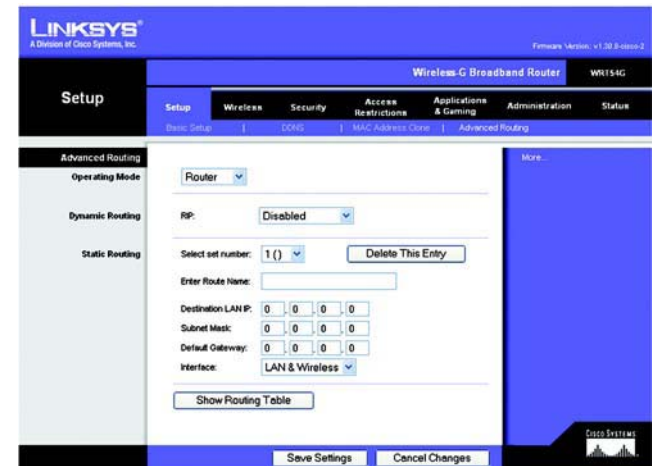 LINKSYS®
A Division of Cisco Systems, Inc.
Firmware Version: v1.30.0-cisco-2
Wireless-G Broadband Router WRT54G
Setup
Setup Wireless Security Access Restrictions Applications & Gaming Administration Status
Basic Setup | DDNS | MAC Address Clone | Advanced Routing
Advanced Routing
More...
Operating Mode Router
Dynamic Routing RIP: Disabled
Static Routing Select set number: 1 () Delete This Entry
Enter Route Name:
Destination LAN IP: 0 . 0 . 0 . 0
Subnet Mask: 0 . 0 . 0 . 0
Default Gateway: 0 . 0 . 0 . 0
Interface: LAN & Wireless
Show Routing Table
Save Settings Cancel Changes
CISCO SYSTEMS